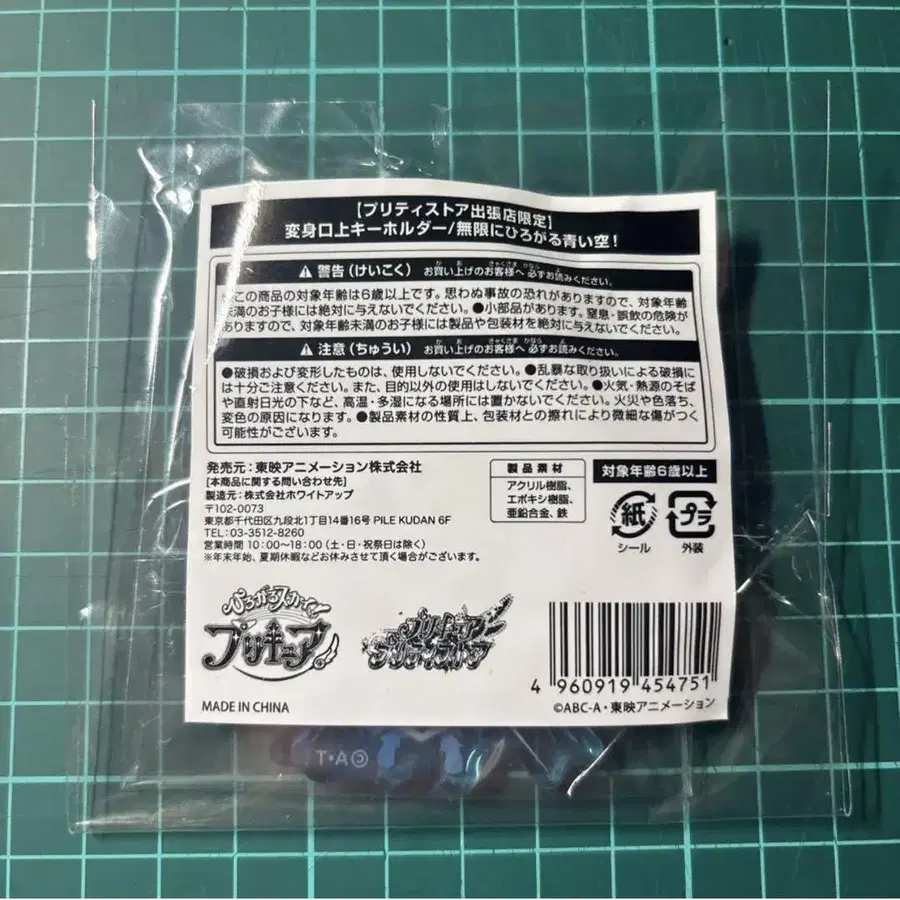 【プリティストア出張店限定】
変身口上キーホルダー/無限にひろがる青い空！
⚠ 警告（けいこく） お買い上げのお客様へ 必ずお読みください。
●この商品の対象年齢は6歳以上です。思わぬ事故の恐れがありますので、対象年齢
未満のお子様には絶対に与えないでください。●小部品があります。窒息・誤飲の危険が
ありますので、対象年齢未満のお子様には製品や包装材を絶対に与えないでください。
⚠ 注意（ちゅうい） お買い上げのお客様へ 必ずお読みください。
●破損および変形したものは、使用しないでください。●乱暴な取り扱いによる破損に
は十分ご注意ください。また、目的以外の使用はしないでください。●火気・熱源のそば
や直射日光の下など、高温・多湿になる場所には置かないでください。火災や色落ち、
変色の原因になります。●製品素材の性質上、包装材との擦れにより微細な傷がつく
可能性がございます。
発売元：東映アニメーション株式会社
[本商品に関する問い合わせ先]
製造元：株式会社ホワイトアップ
〒102-0073
東京都千代田区九段北1丁目14番16号 PILE KUDAN 6F
TEL:03-3512-8260
営業時間 10:00～18:00（土・日・祝祭日は除く）
※年末年始、夏期休暇などお休みさせて頂く場合がございます。
製品素材
アクリル樹脂、
エポキシ樹脂、
亜鉛合金、鉄
対象年齢6歳以上
紙
シール
プラ
外装
ひろがるスカイ！
プリキュア
プリキュア
プリティストア
MADE IN CHINA
4 960919 454751
©ABC-A・東映アニメーション
T•A©